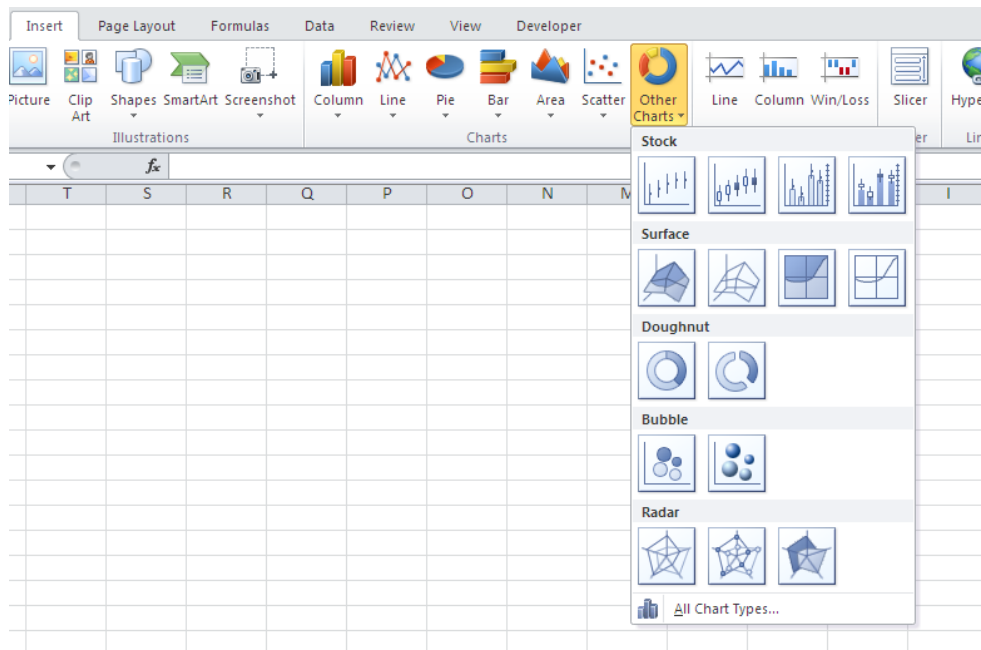 Insert Page Layout Formulas Data Review View Developer
Picture Clip Art Shapes SmartArt Screenshot Column Line Pie Bar Area Scatter Other Charts Line Column Win/Loss Slicer
Illustrations Charts
fx
T S R Q P O N I
Stock
Surface
Doughnut
Bubble
Radar
All Chart Types...